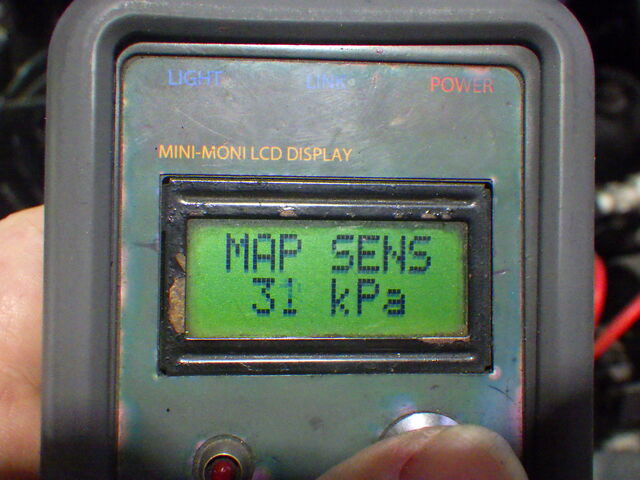 LIGHT LINK POWER
MINI-MONI LCD DISPLAY
MAP SENS
31 kPa